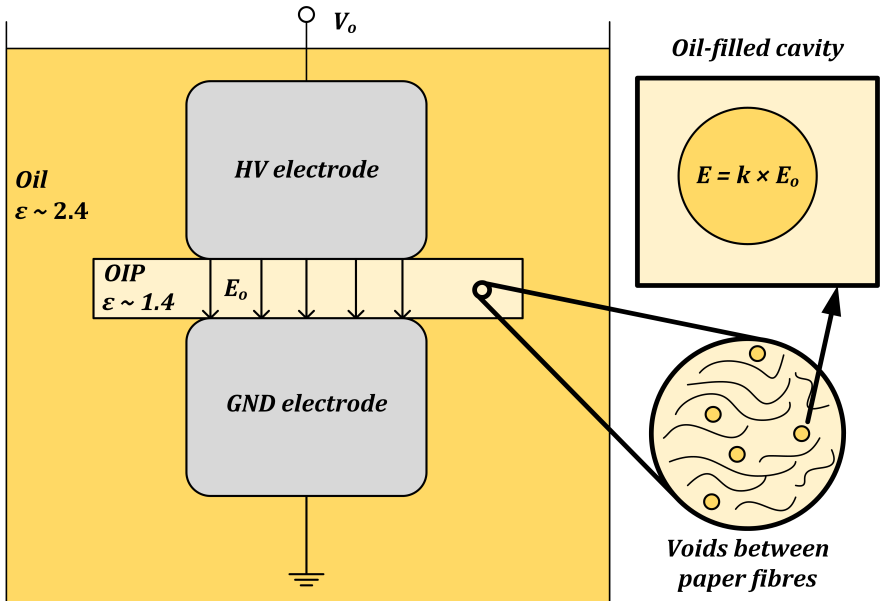 Vₒ
Oil-filled cavity
HV electrode
E = k × Eₒ
Oil
ε ~ 2.4
OIP
ε ~ 1.4
Eₒ
GND electrode
Voids between
paper fibres